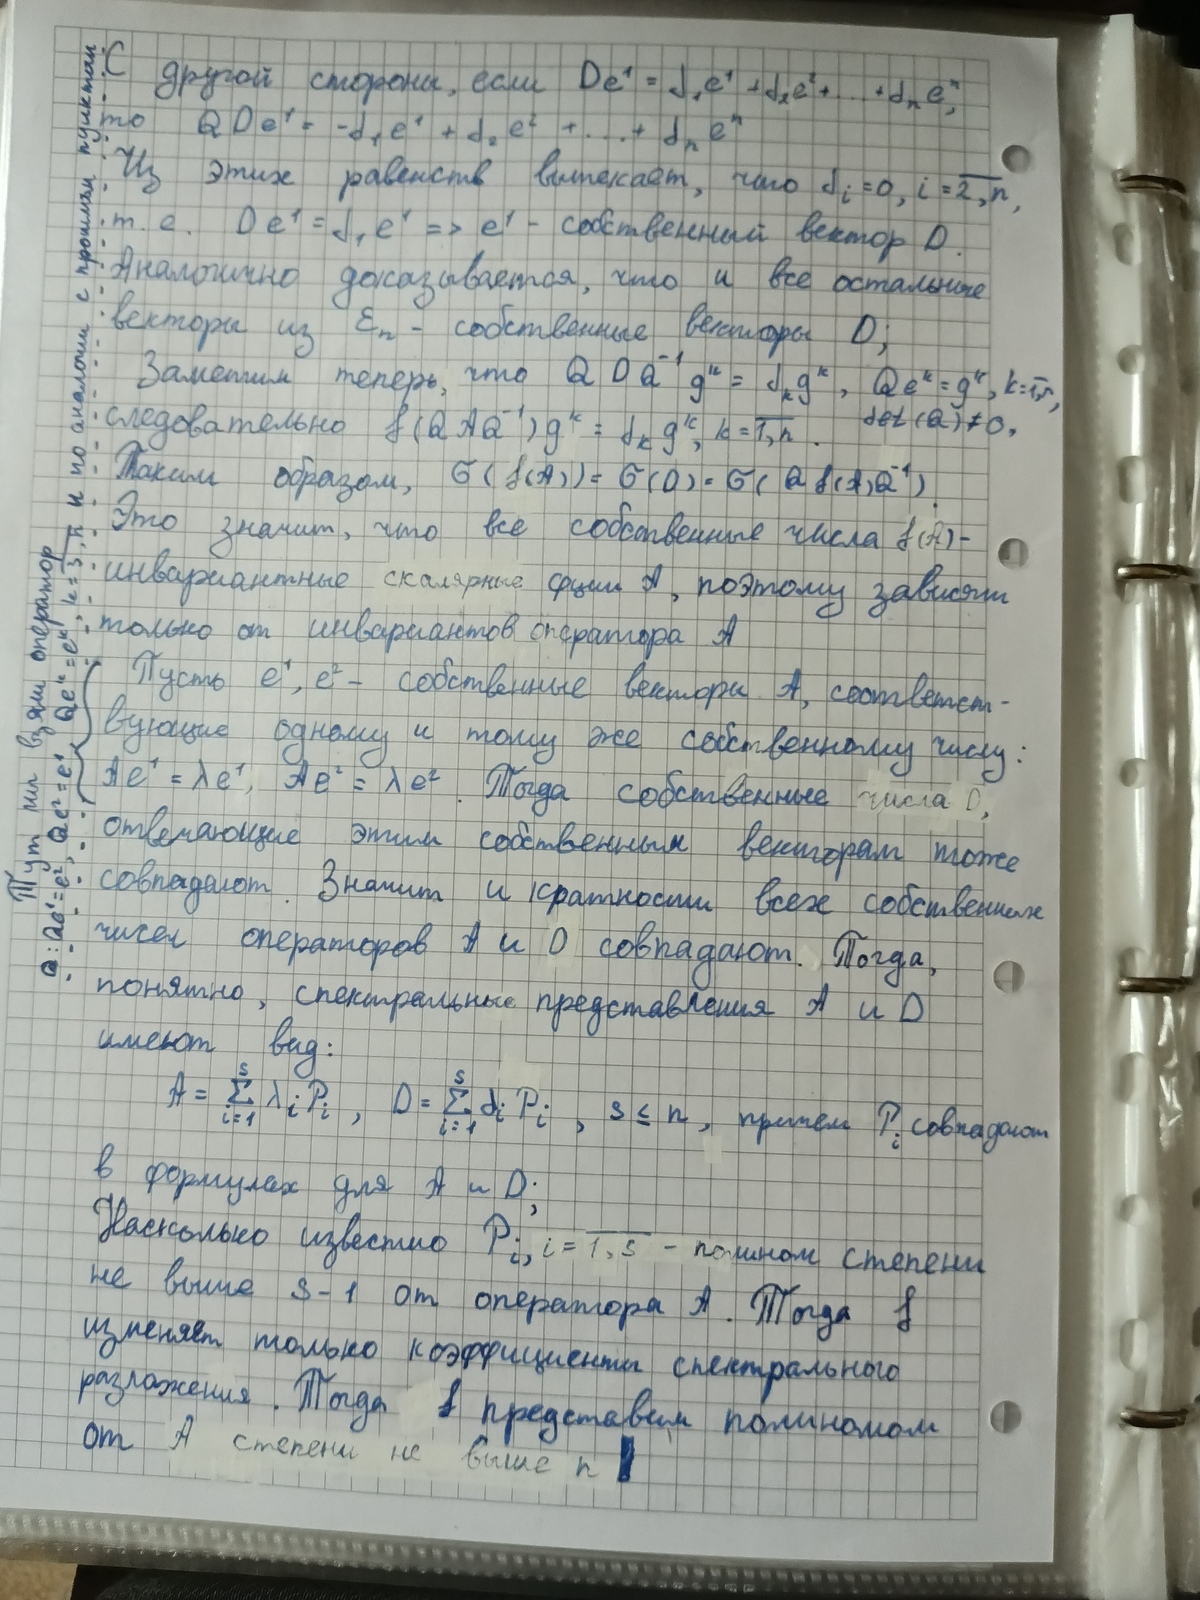 С другой стороны, если De¹ = d₁e¹ + d₂e² + ... + dₙeⁿ,
то QDe¹ = -d₁e¹ + d₂e² + ... + dₙeⁿ
Из этих равенств вытекает, что dᵢ = 0, i = 2,n,
т.е. De¹ = d₁e¹ => e¹ - собственный вектор D.
Аналогично доказывается, что и все остальные
векторы из Ɛₙ - собственные векторы D;
Заметим теперь, что QDQ⁻¹gᵏ = dₖgᵏ, Qeᵏ = gᵏ, k = 1,n,
det(Q) ≠ 0,
следовательно f(QAQ⁻¹)gᵏ = dₖgᵏ, k = 1,n.
Таким образом, σ(f(A)) = σ(D) = σ(Qf(A)Q⁻¹).
Это значит, что все собственные числа f(A) -
инвариантные скалярные фции A, поэтому зависят
только от инвариантов оператора A
Пусть e¹, e² - собственные векторы A, соответст-
вующие одному и тому же собственному числу:
Ae¹ = λe¹, Ae² = λe². Тогда собственные числа D,
отвечающие этим собственным векторам тоже
совпадают. Значит и кратности всех собственных
чисел операторов A и D совпадают. Тогда,
понятно, спектральные представления A и D
имеют вид:
A = Σᵢ₌₁ˢ λᵢPᵢ, D = Σᵢ₌₁ˢ dᵢPᵢ, s ≤ n, причем Pᵢ совпадают
в формулах для A и D;
Насколько известно Pᵢ, i = 1,s - полином степени
не выше s-1 от оператора A. Тогда f
изменяет только коэффициенты спектрального
разложения. Тогда f представим полиномом
от A степени не выше n
Тут мы взяли оператор
Q: Qe¹ = e², Qe² = e¹ Qeᵏ = eᵏ, k = 3,n и по аналогии с прошлым пунктом